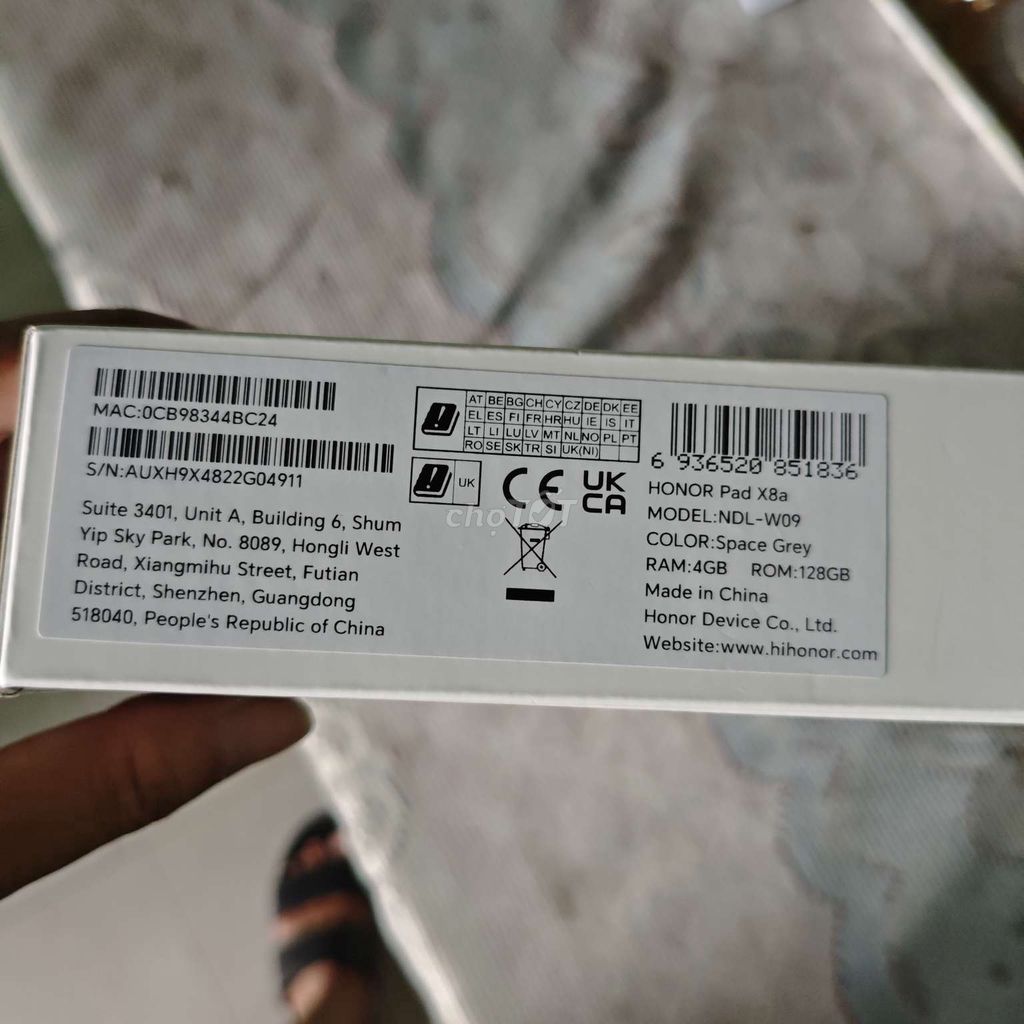 MAC:0CB98344BC24
S/N:AUXH9X4822G04911
Suite 3401, Unit A, Building 6, Shum
Yip Sky Park, No. 8089, Hongli West
Road, Xiangmihu Street, Futian
District, Shenzhen, Guangdong
518040, People's Republic of China
AT BE BG CH CY CZ DE DK EE
EL ES FI FR HR HU IE IS IT
LT LI LU LV MT NL NO PL PT
RO SE SK TR SI UK(NI)
UK
CE UK
CA
chợTỐT
6 936520 851836
HONOR Pad X8a
MODEL:NDL-W09
COLOR:Space Grey
RAM:4GB ROM:128GB
Made in China
Honor Device Co., Ltd.
Website:www.hihonor.com